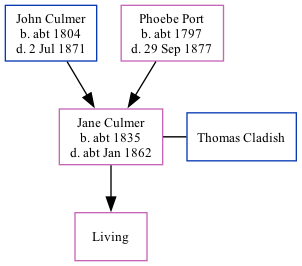 John Culmer
b. abt 1804
d. 2 Jul 1871
Phoebe Port
b. abt 1797
d. 29 Sep 1877
Jane Culmer
b. abt 1835
d. abt Jan 1862
Thomas Cladish
Living